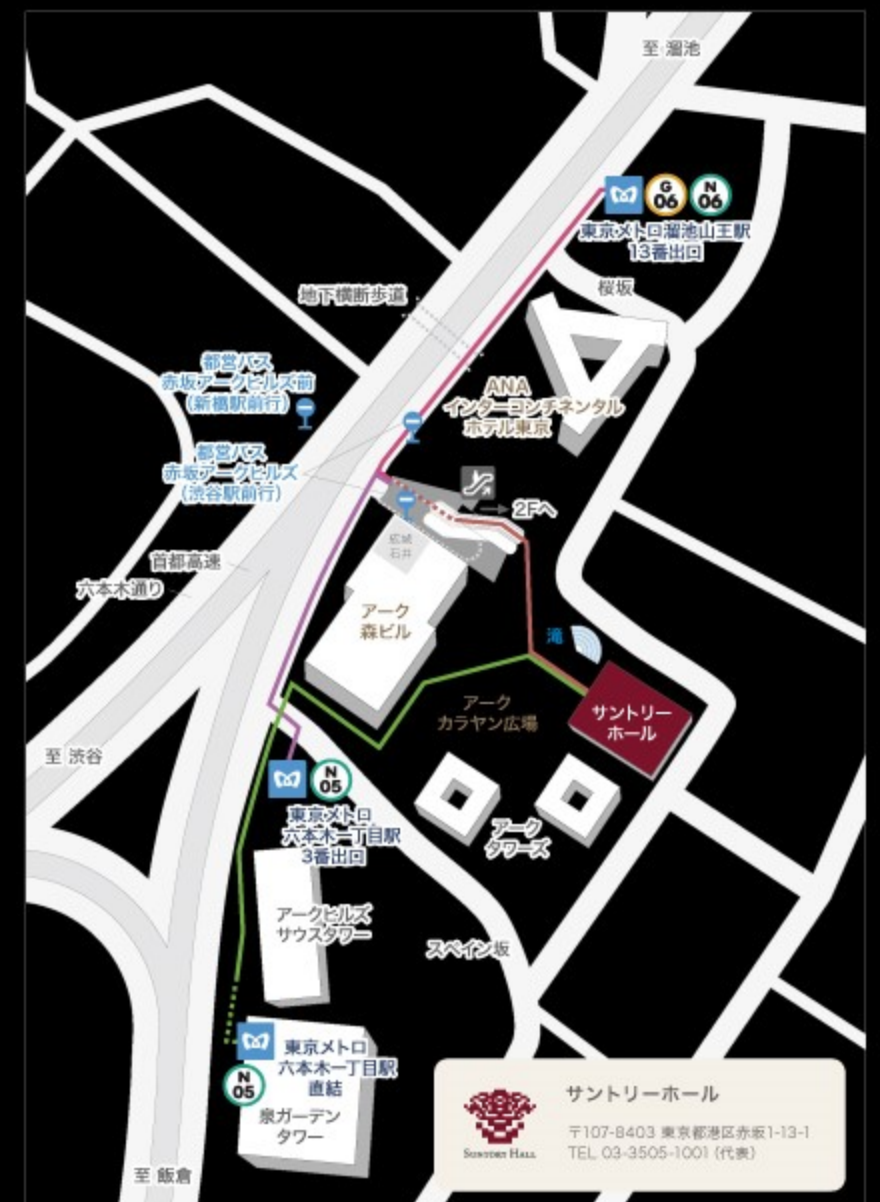 至 溜池
G
06
N
06
東京メトロ溜池山王駅
13番出口
桜坂
地下横断歩道
都営バス
赤坂アークヒルズ前
（新橋駅前行）
ANA
インターコンチネンタル
ホテル東京
都営バス
赤坂アークヒルズ
（渋谷駅前行）
2Fへ
広域
石井
首都高速
六本木通り
アーク
森ビル
滝
アーク
カラヤン広場
サントリー
ホール
至 渋谷
N
05
東京メトロ
六本木一丁目駅
3番出口
アーク
タワーズ
アークヒルズ
サウスタワー
スペイン坂
東京メトロ
六本木一丁目駅
直結
N
05
泉ガーデン
タワー
至 飯倉
サントリーホール
〒107-8403 東京都港区赤坂1-13-1
TEL 03-3505-1001（代表）
SUNTORY HALL